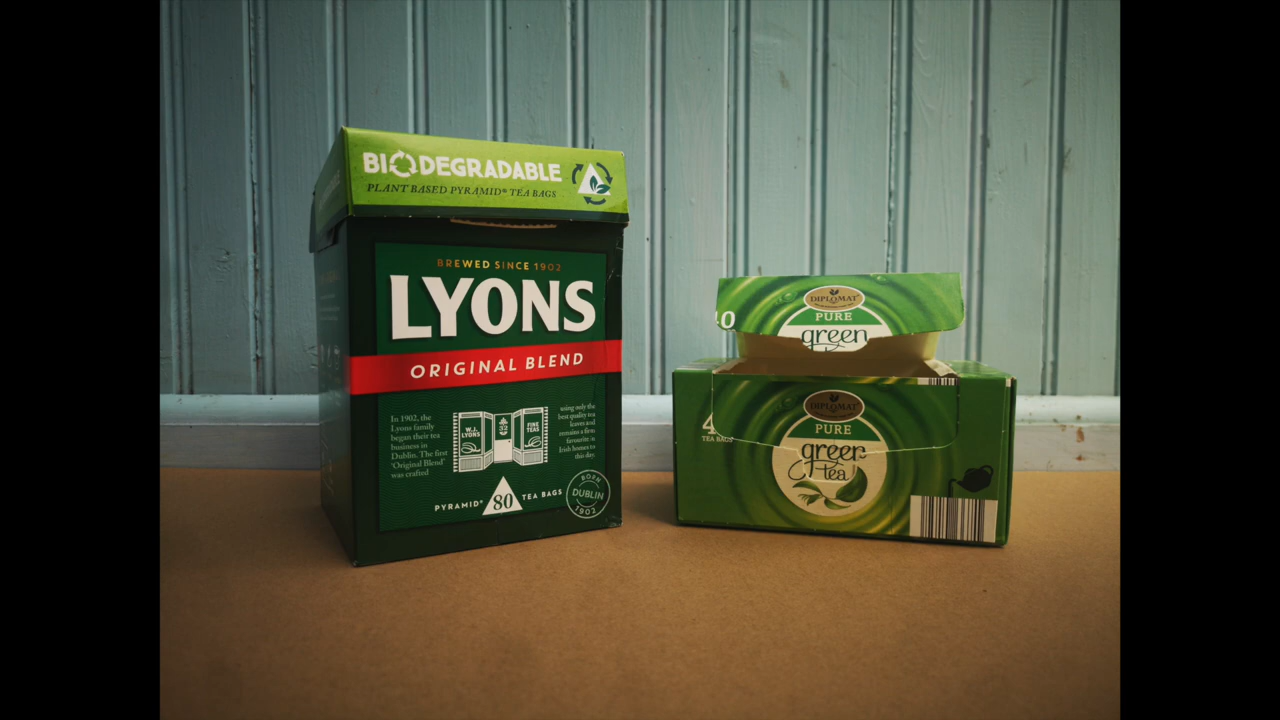 BIODEGRADABLE
PLANT BASED PYRAMID® TEA BAGS
BREWED SINCE 1902
LYONS
ORIGINAL BLEND
In 1902, the
Lyons family
began their tea
business in
Dublin. The first
'Original Blend'
was crafted
using only the
best quality tea
leaves and
remains a firm
favourite in
Irish homes to
this day.
W.J.
LYONS
32
FINE
TEAS
PYRAMID® 80 TEA BAGS
BORN
DUBLIN
1902
DIPLOMAT
PURE
green
DIPLOMAT
PURE
green
tea
TEA BAGS